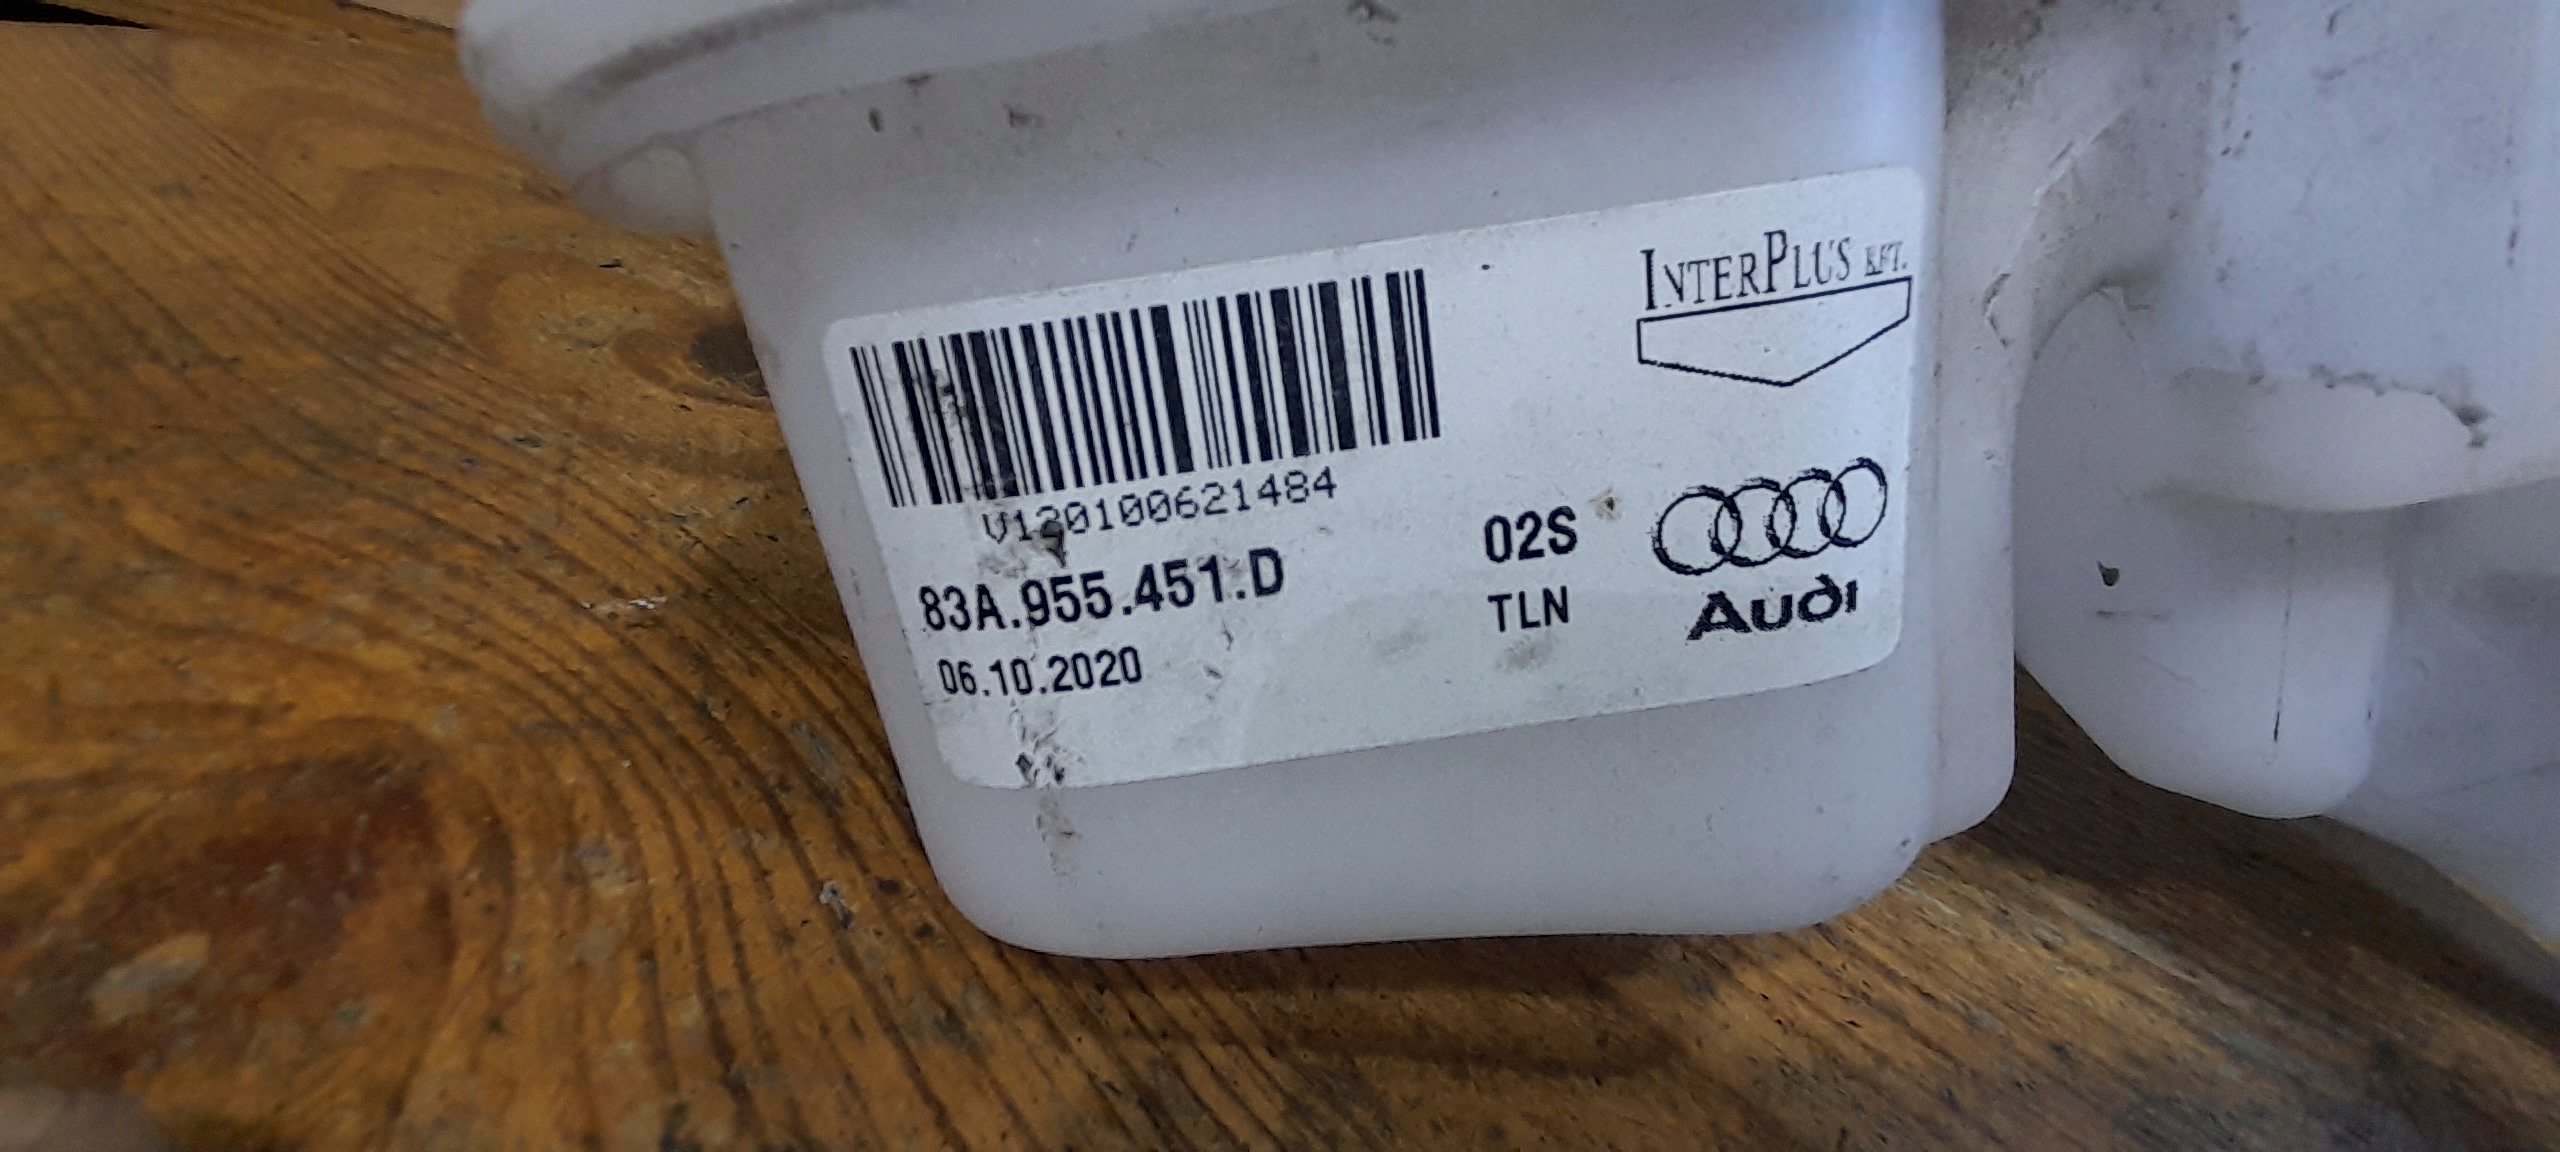 INTERPLUS KFT.
V120100621484
83A.955.451.D
02S
06.10.2020
TLN
Audi